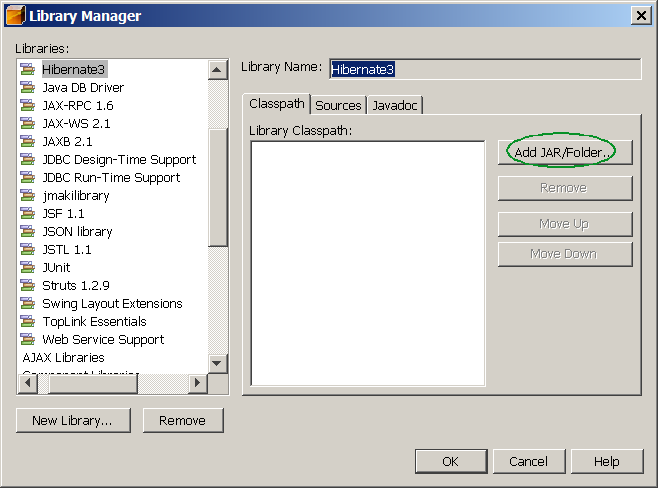 Library Manager
Libraries:
Hibernate3
Java DB Driver
JAX-RPC 1.6
JAX-WS 2.1
JAXB 2.1
JDBC Design-Time Support
JDBC Run-Time Support
jmakilibrary
JSF 1.1
JSON library
JSTL 1.1
JUnit
Struts 1.2.9
Swing Layout Extensions
TopLink Essentials
Web Service Support
AJAX Libraries
Component Libraries
New Library...
Remove
Library Name: Hibernate3
Classpath Sources Javadoc
Library Classpath:
Add JAR/Folder...
Remove
Move Up
Move Down
OK Cancel Help